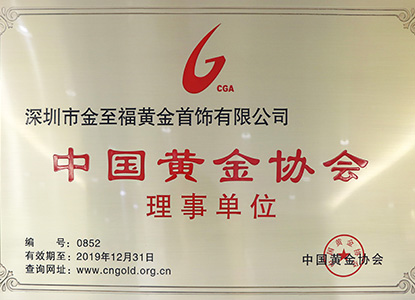 CGA
深圳市金至福黄金首饰有限公司
中国黄金协会
理事单位
编 号:0852
有效期至:2019年12月31日
查询网址:www.cngold.org.cn
中国黄金协会